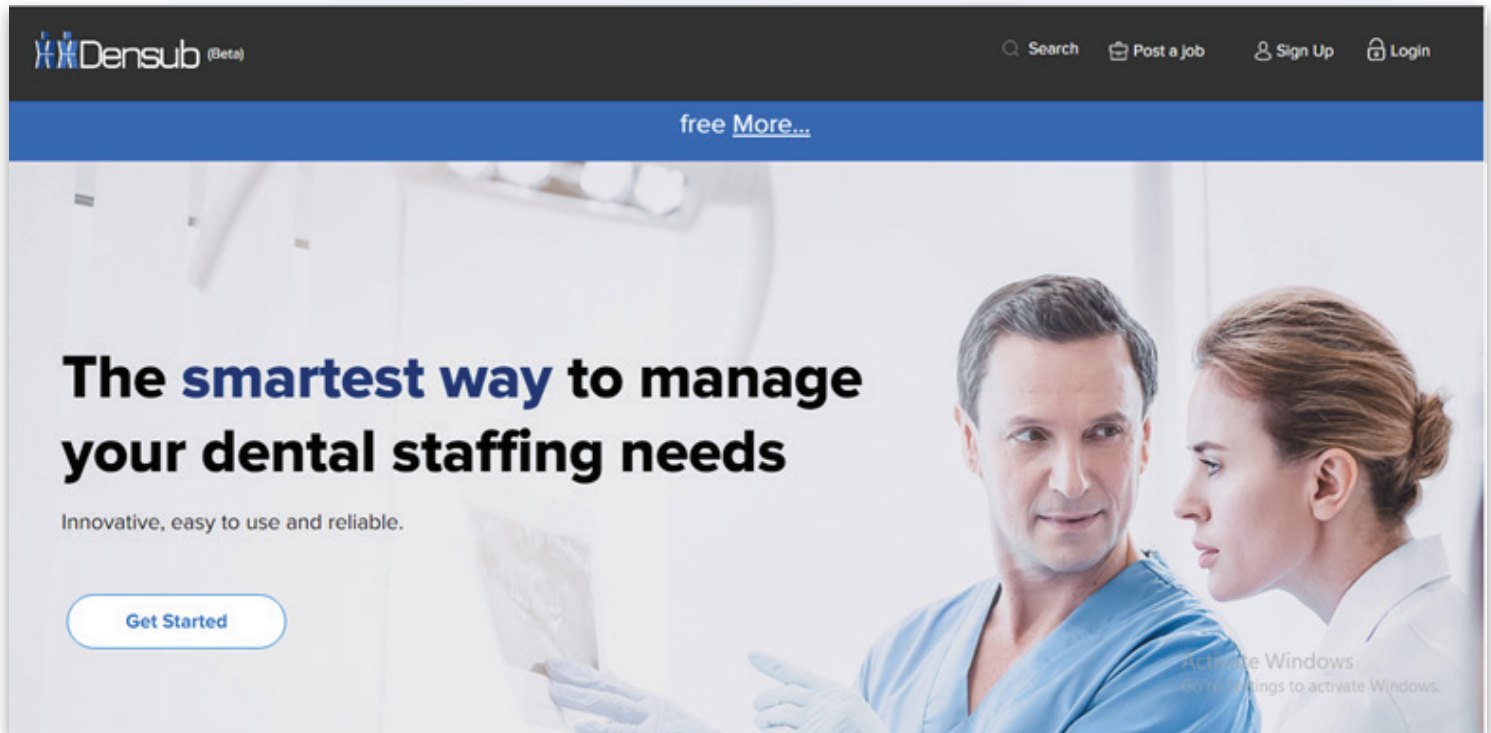 Densub (Beta)
Search Post a job Sign Up Login
free More...
The smartest way to manage
your dental staffing needs
Innovative, easy to use and reliable.
Get Started
Activate Windows
Go to Settings to activate Windows.